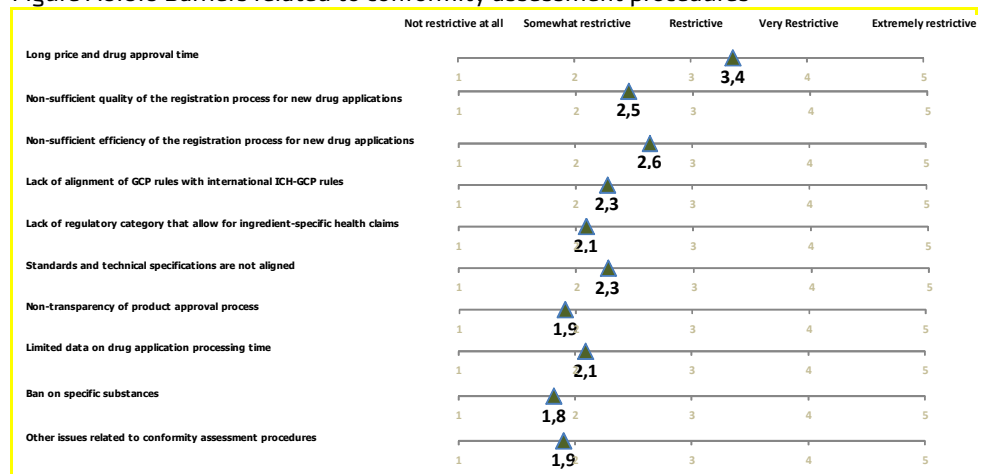 Figure Barriers related to conformity assessment procedures
Not restrictive at all Somewhat restrictive Restrictive Very Restrictive Extremely restrictive
Long price and drug approval time
1 2 3 4 5
3,4
Non-sufficient quality of the registration process for new drug applications
1 2 3 4 5
2,5
Non-sufficient efficiency of the registration process for new drug applications
1 2 3 4 5
2,6
Lack of alignment of GCP rules with international ICH-GCP rules
1 2 3 4 5
2,3
Lack of regulatory category that allow for ingredient-specific health claims
1 3 4 5
2,1
Standards and technical specifications are not aligned
1 2 3 4 5
2,3
Non-transparency of product approval process
1 2 3 4 5
1,9
Limited data on drug application processing time
1 3 4 5
2,1
Ban on specific substances
1 2 3 4 5
1,8
Other issues related to conformity assessment procedures
1 2 3 4 5
1,9